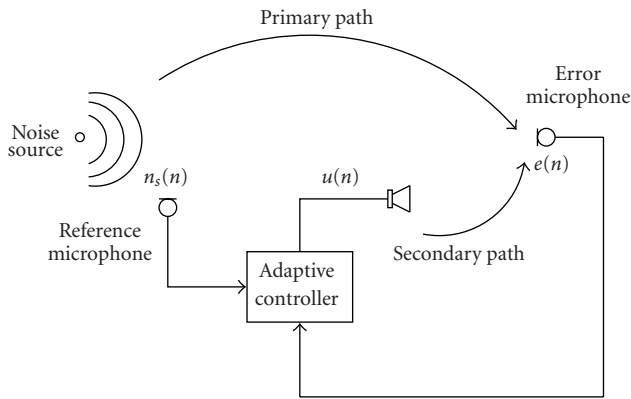 Primary path
Error
microphone
Noise
source
n_s(n)
u(n)
e(n)
Reference
microphone
Secondary path
Adaptive
controller